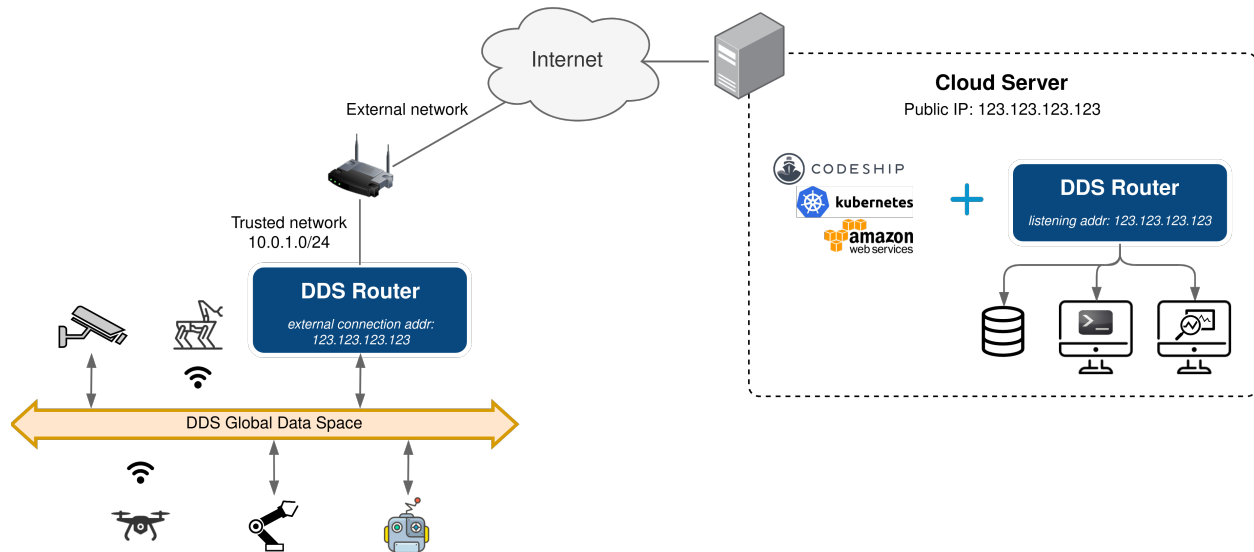 Internet
External network
Trusted network
10.0.1.0/24
DDS Router
external connection addr:
123.123.123.123
DDS Global Data Space
Cloud Server
Public IP: 123.123.123.123
CODESHIP
kubernetes
amazon
web services
DDS Router
listening addr: 123.123.123.123